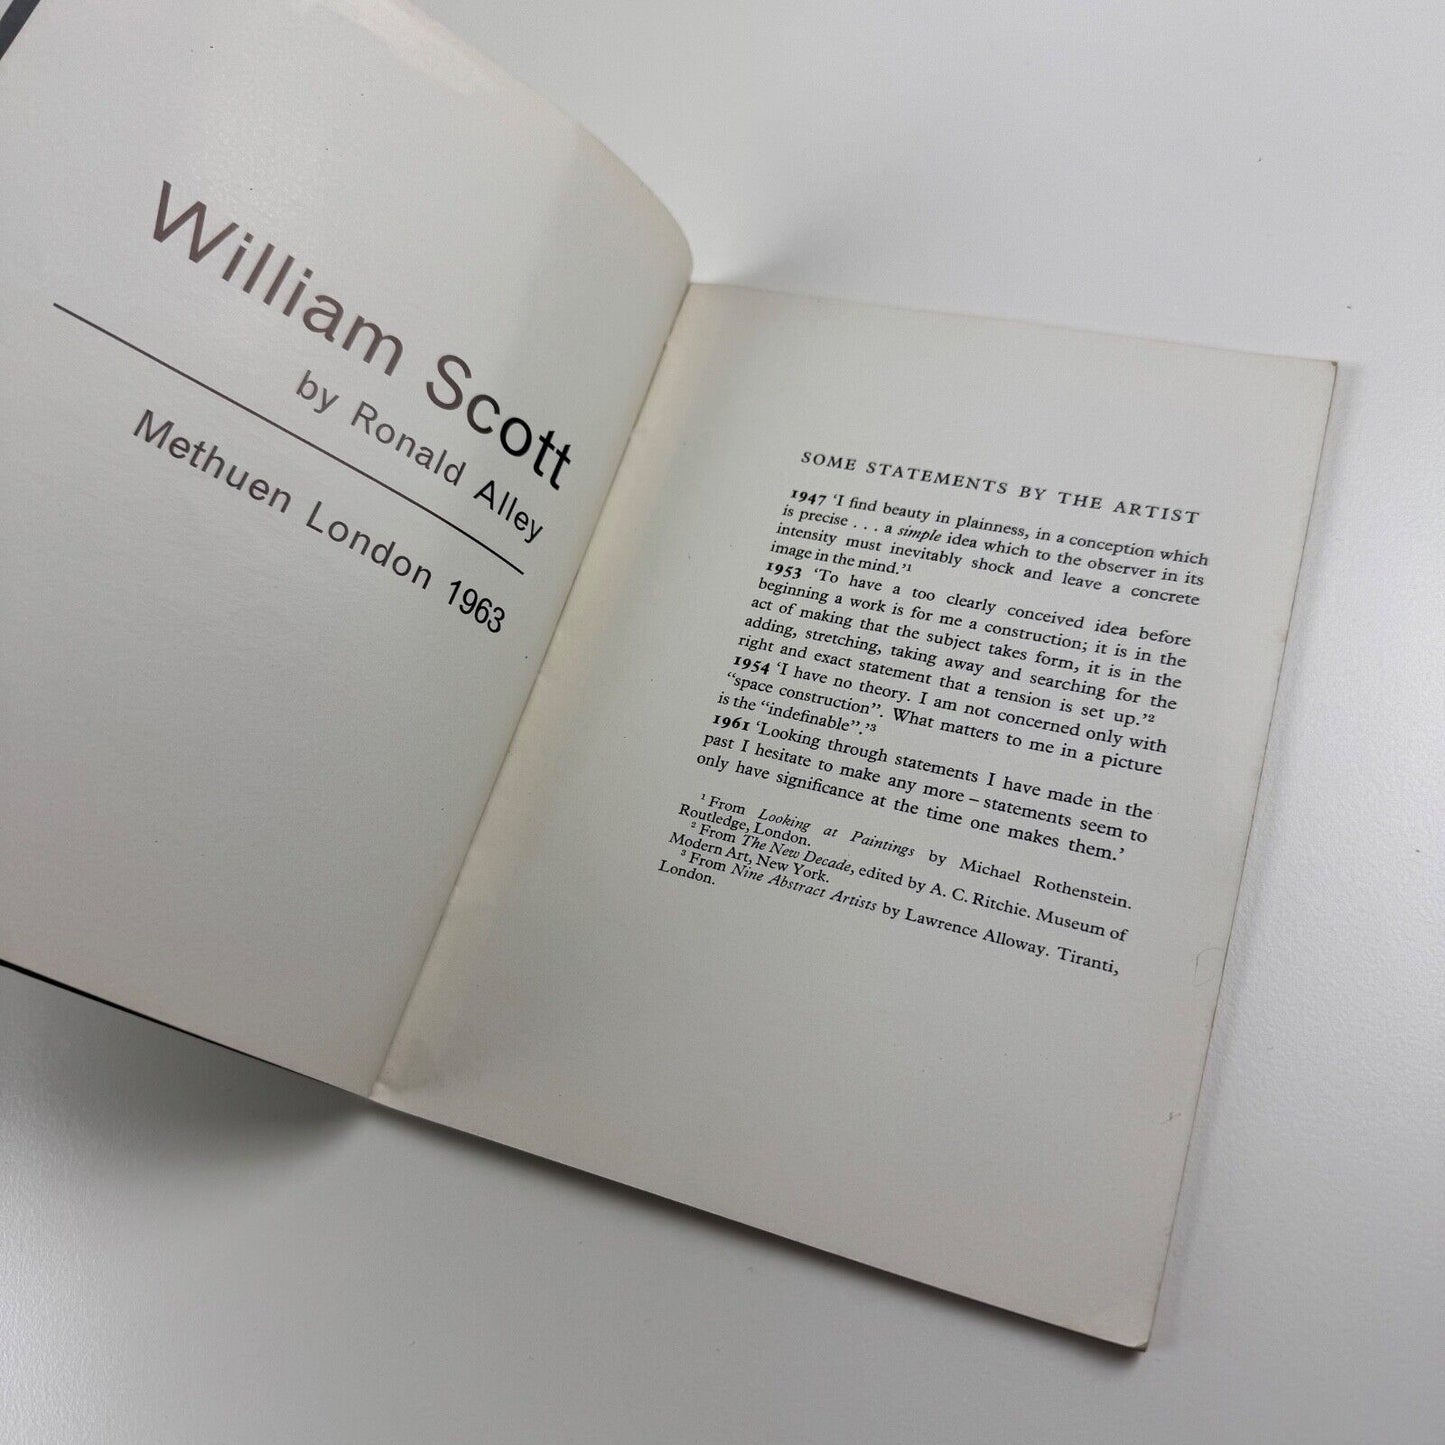 William Scott
by Ronald Alley
Methuen London 1963
SOME STATEMENTS BY THE ARTIST
1947 ‘I find beauty in plainness, in a conception which
is precise . . . a simple idea which to the observer in its
intensity must inevitably shock and leave a concrete
image in the mind.’¹
1953 ‘To have a too clearly conceived idea before
beginning a work is for me a construction; it is in the
act of making that the subject takes form, it is in the
adding, stretching, taking away and searching for the
right and exact statement that a tension is set up.’²
1954 ‘I have no theory. I am not concerned only with
“space construction”. What matters to me in a picture
is the “indefinable”.’³
1961 ‘Looking through statements I have made in the
past I hesitate to make any more – statements seem to
only have significance at the time one makes them.’
¹ From Looking at Paintings by Michael Rothenstein.
Routledge, London.
² From The New Decade, edited by A. C. Ritchie. Museum of
Modern Art, New York.
³ From Nine Abstract Artists by Lawrence Alloway. Tiranti,
London.